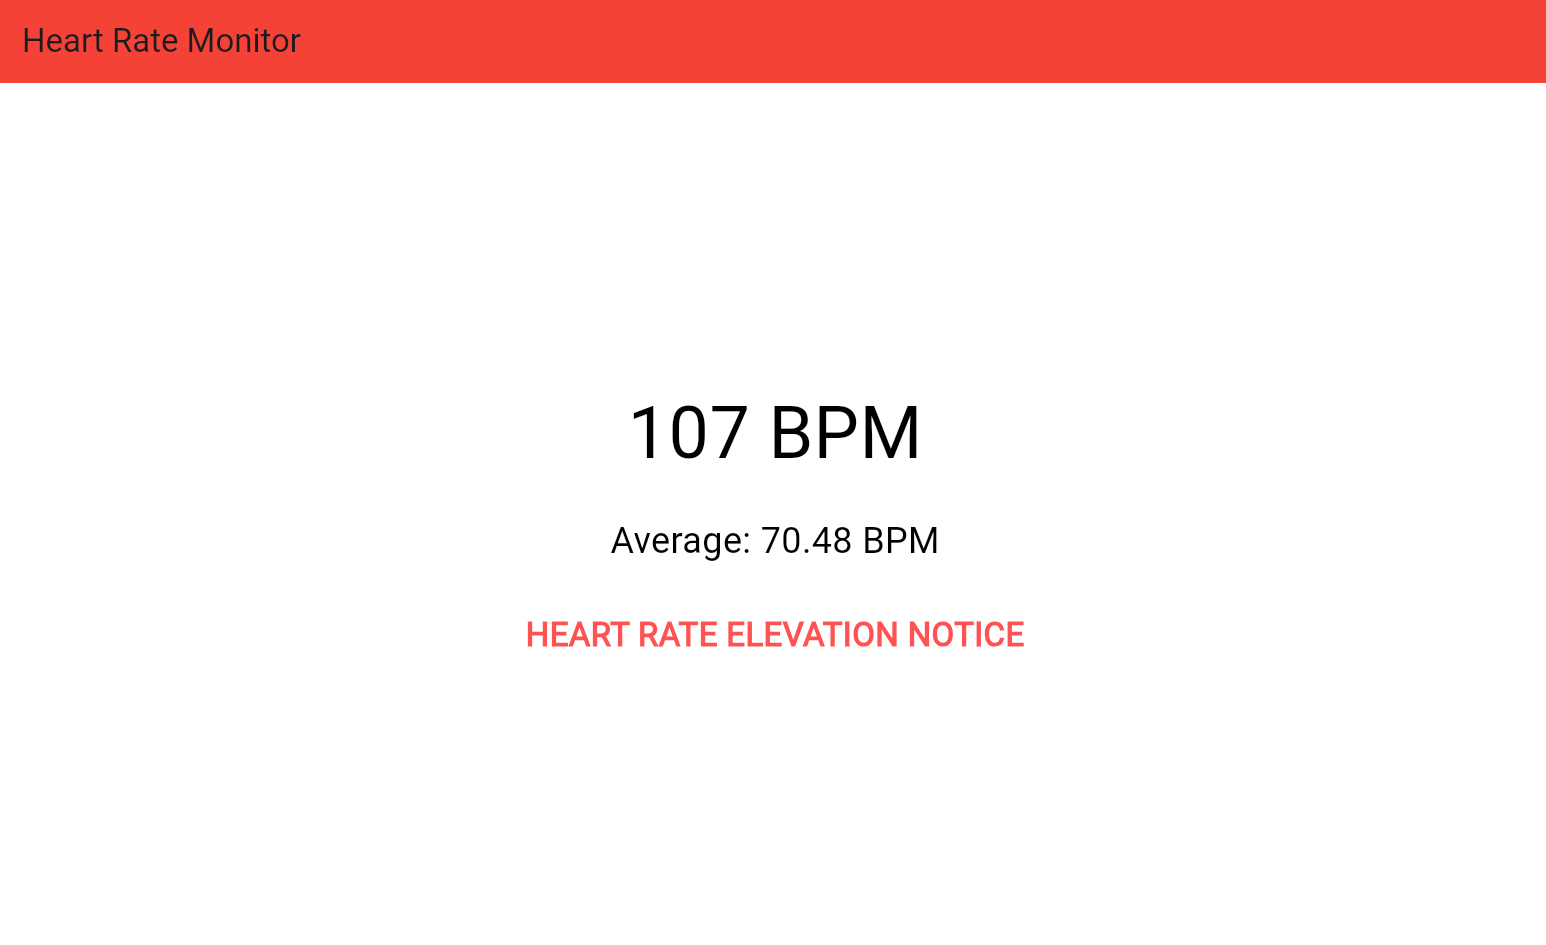 Heart Rate Monitor
107 BPM
Average: 70.48 BPM
HEART RATE ELEVATION NOTICE